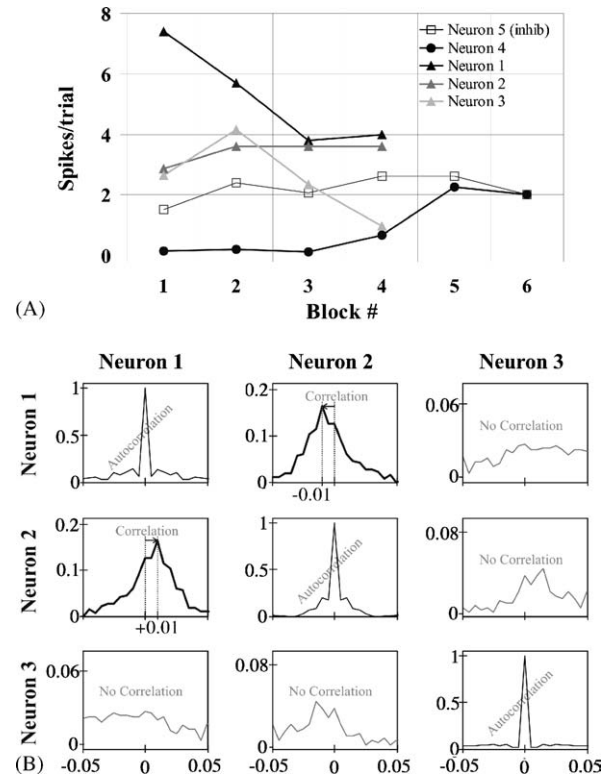 8
6
4
2
0
Spikes/trial
Neuron 5 (inhib)
Neuron 4
Neuron 1
Neuron 2
Neuron 3
1 2 3 4 5 6
Block #
(A)
Neuron 1 Neuron 2 Neuron 3
Neuron 1
1
0.5
0
Autocorrelation
0.2
0.1
0
Correlation
-0.01
0.06
0
No Correlation
Neuron 2
0.2
0.1
0
Correlation
+0.01
1
0.5
0
Autocorrelation
0.08
0
No Correlation
Neuron 3
0.06
0
No Correlation
0.08
0
No Correlation
1
0.5
0
Autocorrelation
-0.05 0 0.05 -0.05 0 0.05 -0.05 0 0.05
(B)